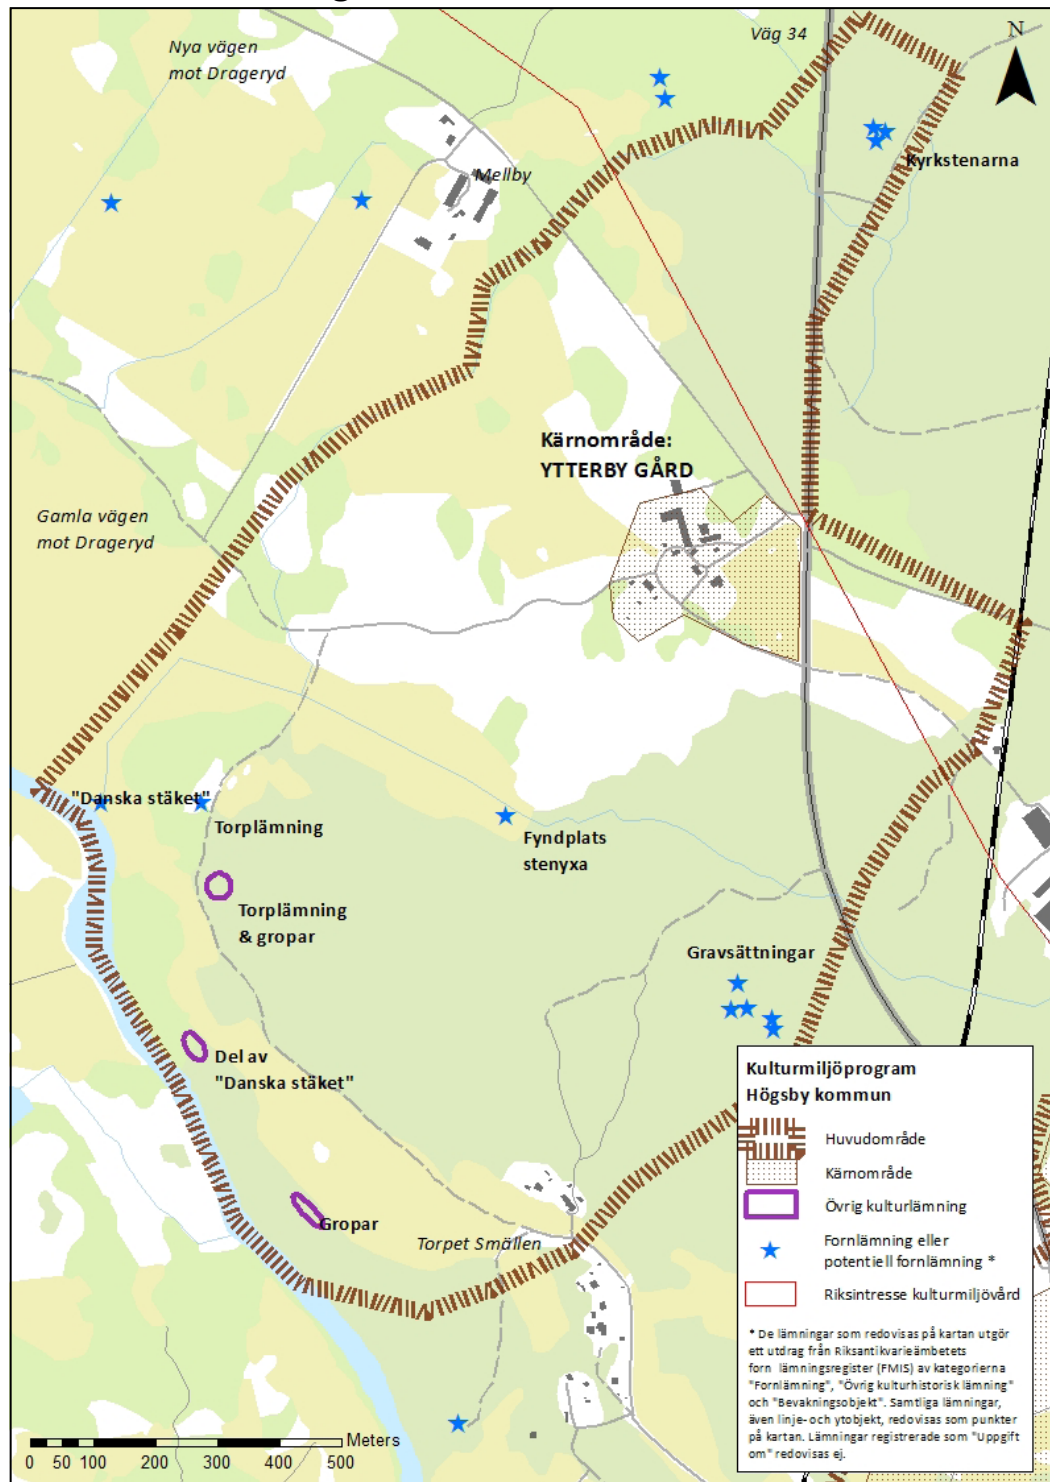 Nya vägen
mot Drageryd
Väg 34
N
Kyrkstenarna
Mellby
Kärnområde:
YTTERBY GÅRD
Gamla vägen
mot Drageryd
"Danska stäket"
Torplämning
Fyndplats
stenyxa
Torplämning
& gropar
Gravsättningar
Del av
"Danska stäket"
Gropar
Torpet Smällen
Kulturmiljöprogram
Högsby kommun
Huvudområde
Kärnområde
Övrig kulturlämning
Fornlämning eller
potentiell fornlämning *
Riksintresse kulturmiljövård
* De lämningar som redovisas på kartan utgör
ett utdrag från Riksantikvarieämbetets
forn lämningsregister (FMIS) av kategorierna
"Fornlämning", "Övrig kulturhistorisk lämning"
och "Bevakningsobjekt". Samtliga lämningar,
även linje- och ytobjekt, redovisas som punkter
på kartan. Lämningar registrerade som "Uppgift
om" redovisas ej.
Meters
0 50 100 200 300 400 500